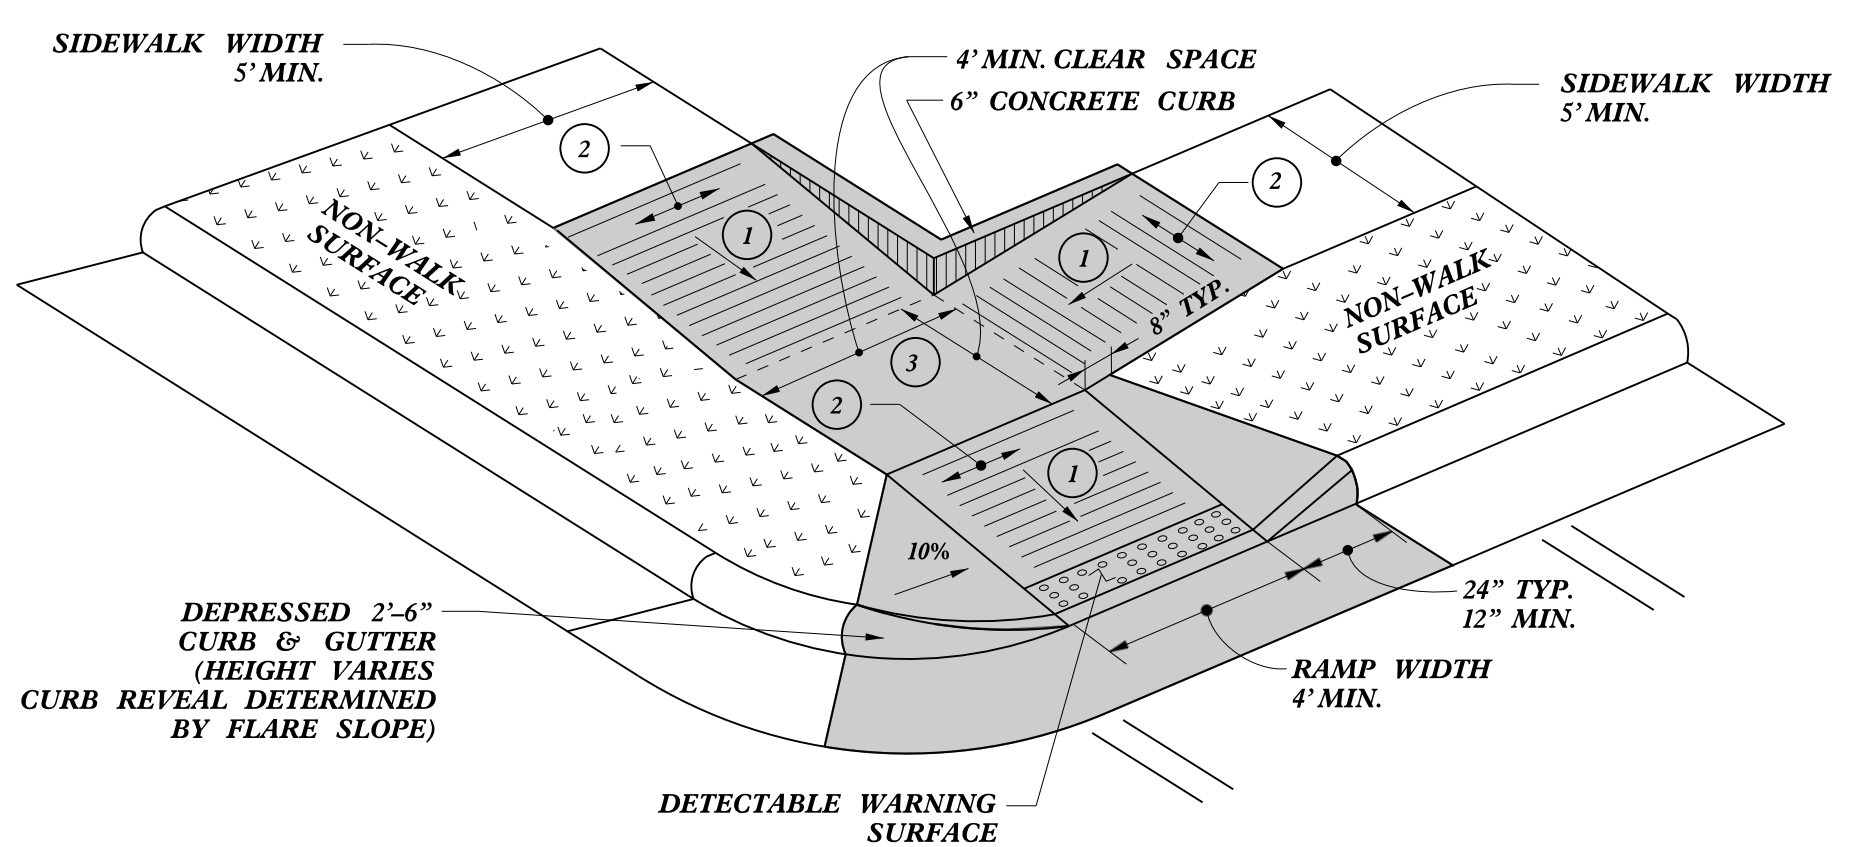 SIDEWALK WIDTH
5' MIN.
4' MIN. CLEAR SPACE
6" CONCRETE CURB
SIDEWALK WIDTH
5' MIN.
2
2
1
1
NON-WALK
SURFACE
NON-WALK
SURFACE
8" TYP.
3
2
1
10%
DEPRESSED 2'-6"
CURB & GUTTER
(HEIGHT VARIES
CURB REVEAL DETERMINED
BY FLARE SLOPE)
24" TYP.
12" MIN.
RAMP WIDTH
4' MIN.
DETECTABLE WARNING
SURFACE